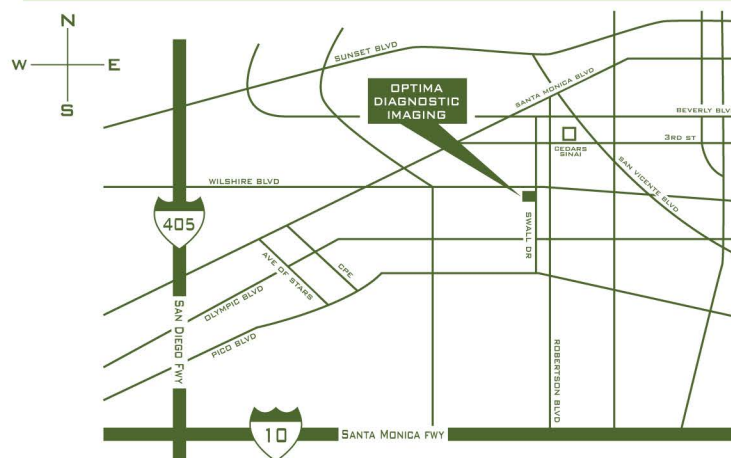 N
W E
S
SUNSET BLVD
OPTIMA
DIAGNOSTIC
IMAGING
SANTA MONICA BLVD
BEVERLY BLV
3RD ST
CEDARS
SINAI
WILSHIRE BLVD
SAN VICENTE BLVD
405
SWALL DR
CPE
AVE OF STARS
OLYMPIC BLVD
SAN DIEGO FWY
PICO BLVD
ROBERTSON BLVD
10
SANTA MONICA FWY